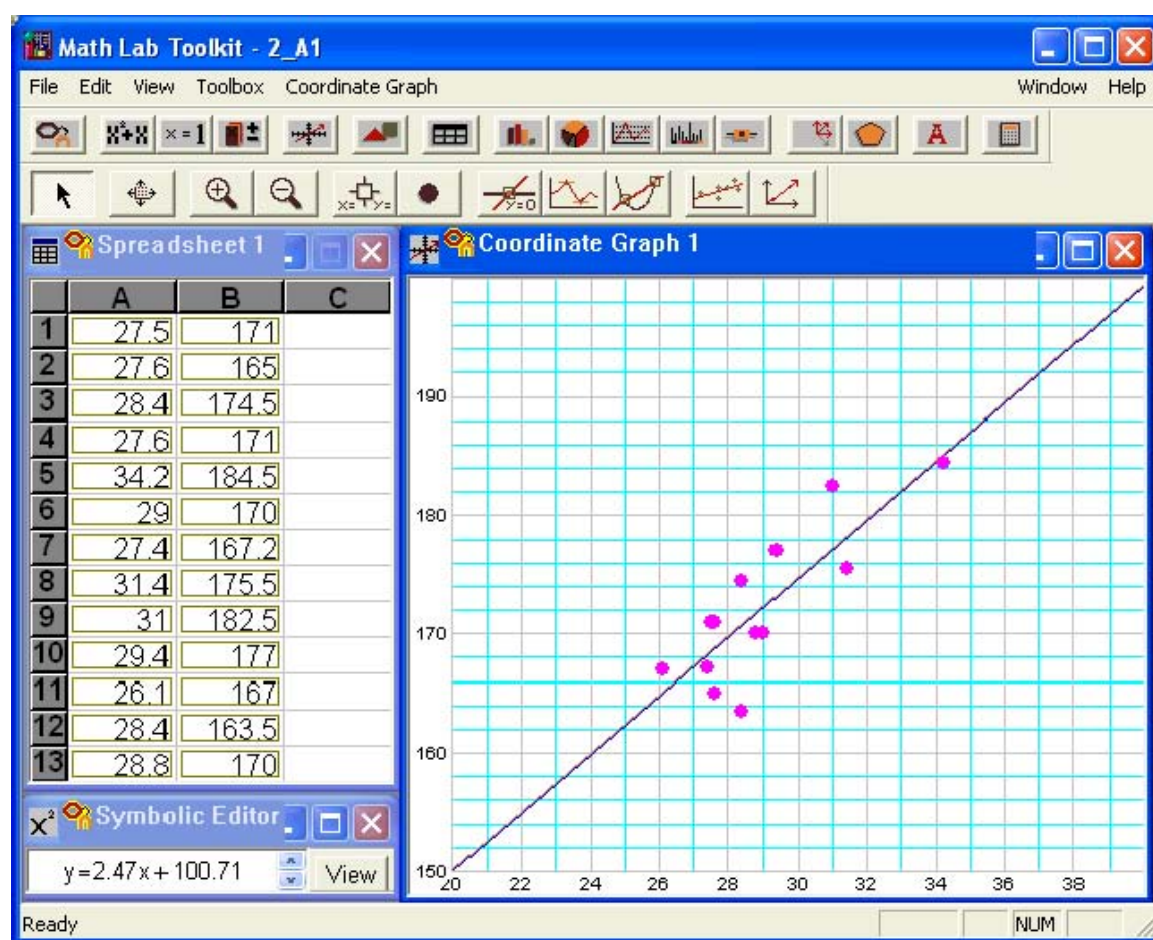 Math Lab Toolkit - 2_A1
File Edit View Toolbox Coordinate Graph Window Help
x²+x x=1 ± A
x= y= y=0
Spreadsheet 1
A B C
1 27.5 171
2 27.6 165
3 28.4 174.5
4 27.6 171
5 34.2 184.5
6 29 170
7 27.4 167.2
8 31.4 175.5
9 31 182.5
10 29.4 177
11 26.1 167
12 28.4 163.5
13 28.8 170
x² Symbolic Editor
y=2.47x+100.71 View
Coordinate Graph 1
190
180
170
160
150
20 22 24 26 28 30 32 34 36 38
Ready NUM